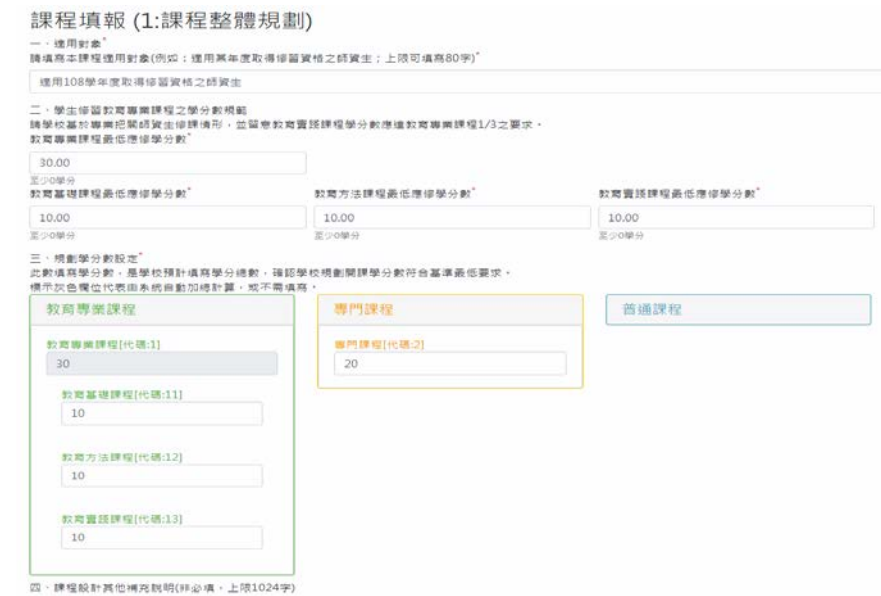 課程填報 (1:課程整體規劃)
一、適用對象*
請填寫本課程適用對象(例如：適用某年度取得修習資格之師資生；上限可填寫80字)*
適用108學年度取得修習資格之師資生
二、學生修習教育專業課程之學分數規範
請學校基於專業把關師資生修課情形，並留意教育實踐課程學分數應達教育專業課程1/3之要求。
教育專業課程最低應修學分數*
30.00
至少0學分
教育基礎課程最低應修學分數* 教育方法課程最低應修學分數* 教育實踐課程最低應修學分數*
10.00 10.00 10.00
至少0學分 至少0學分 至少0學分
三、規劃學分數設定*
此數填寫學分數，是學校預計填寫學分總數，確認學校規劃開課學分數符合基準最低要求。
標示灰色欄位代表由系統自動加總計算，或不需填寫。
教育專業課程 專門課程 普通課程
教育專業課程[代碼:1] 專門課程[代碼:2]
30 20
教育基礎課程[代碼:11]
10
教育方法課程[代碼:12]
10
教育實踐課程[代碼:13]
10
四、課程設計其他補充說明(非必填，上限1024字)